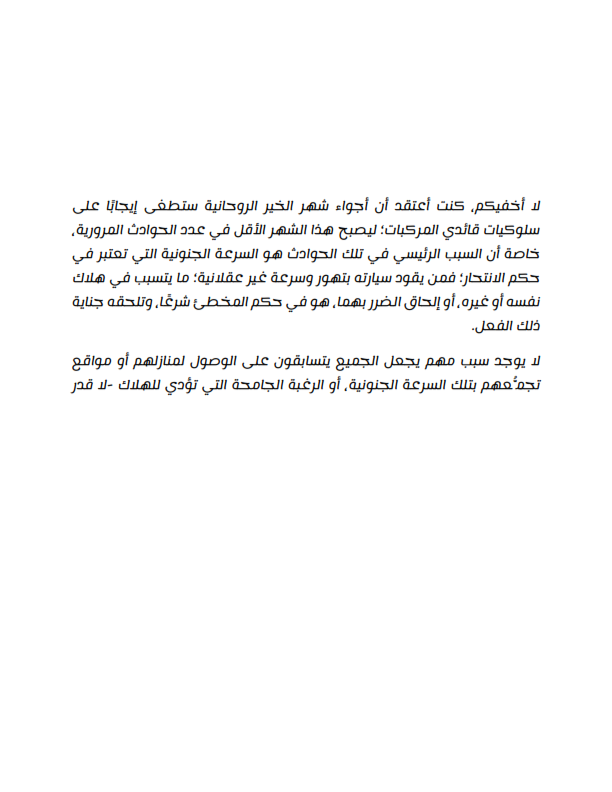 لا أخفيكم، كنت أعتقد أن أجواء شهر الخير الروحانية ستطغى إيجابًا على
سلوكيات قائدي المركبات؛ ليصبح هذا الشهر الأقل في عدد الحوادث المرورية،
خاصة أن السبب الرئيسي في تلك الحوادث هو السرعة الجنونية التي تعتبر في
حكم الانتحار؛ فمن يقود سيارته بتهور وسرعة غير عقلانية؛ ما يتسبب في هلاك
نفسه أو غيره، أو إلحاق الضرر بهما، هو في حكم المخطئ شرعًا، وتلحقه جناية
ذلك الفعل.
لا يوجد سبب مهم يجعل الجميع يتسابقون على الوصول لمنازلهم أو مواقع
تجمُّعهم بتلك السرعة الجنونية، أو الرغبة الجامحة التي تؤدي للهلاك -لا قدر